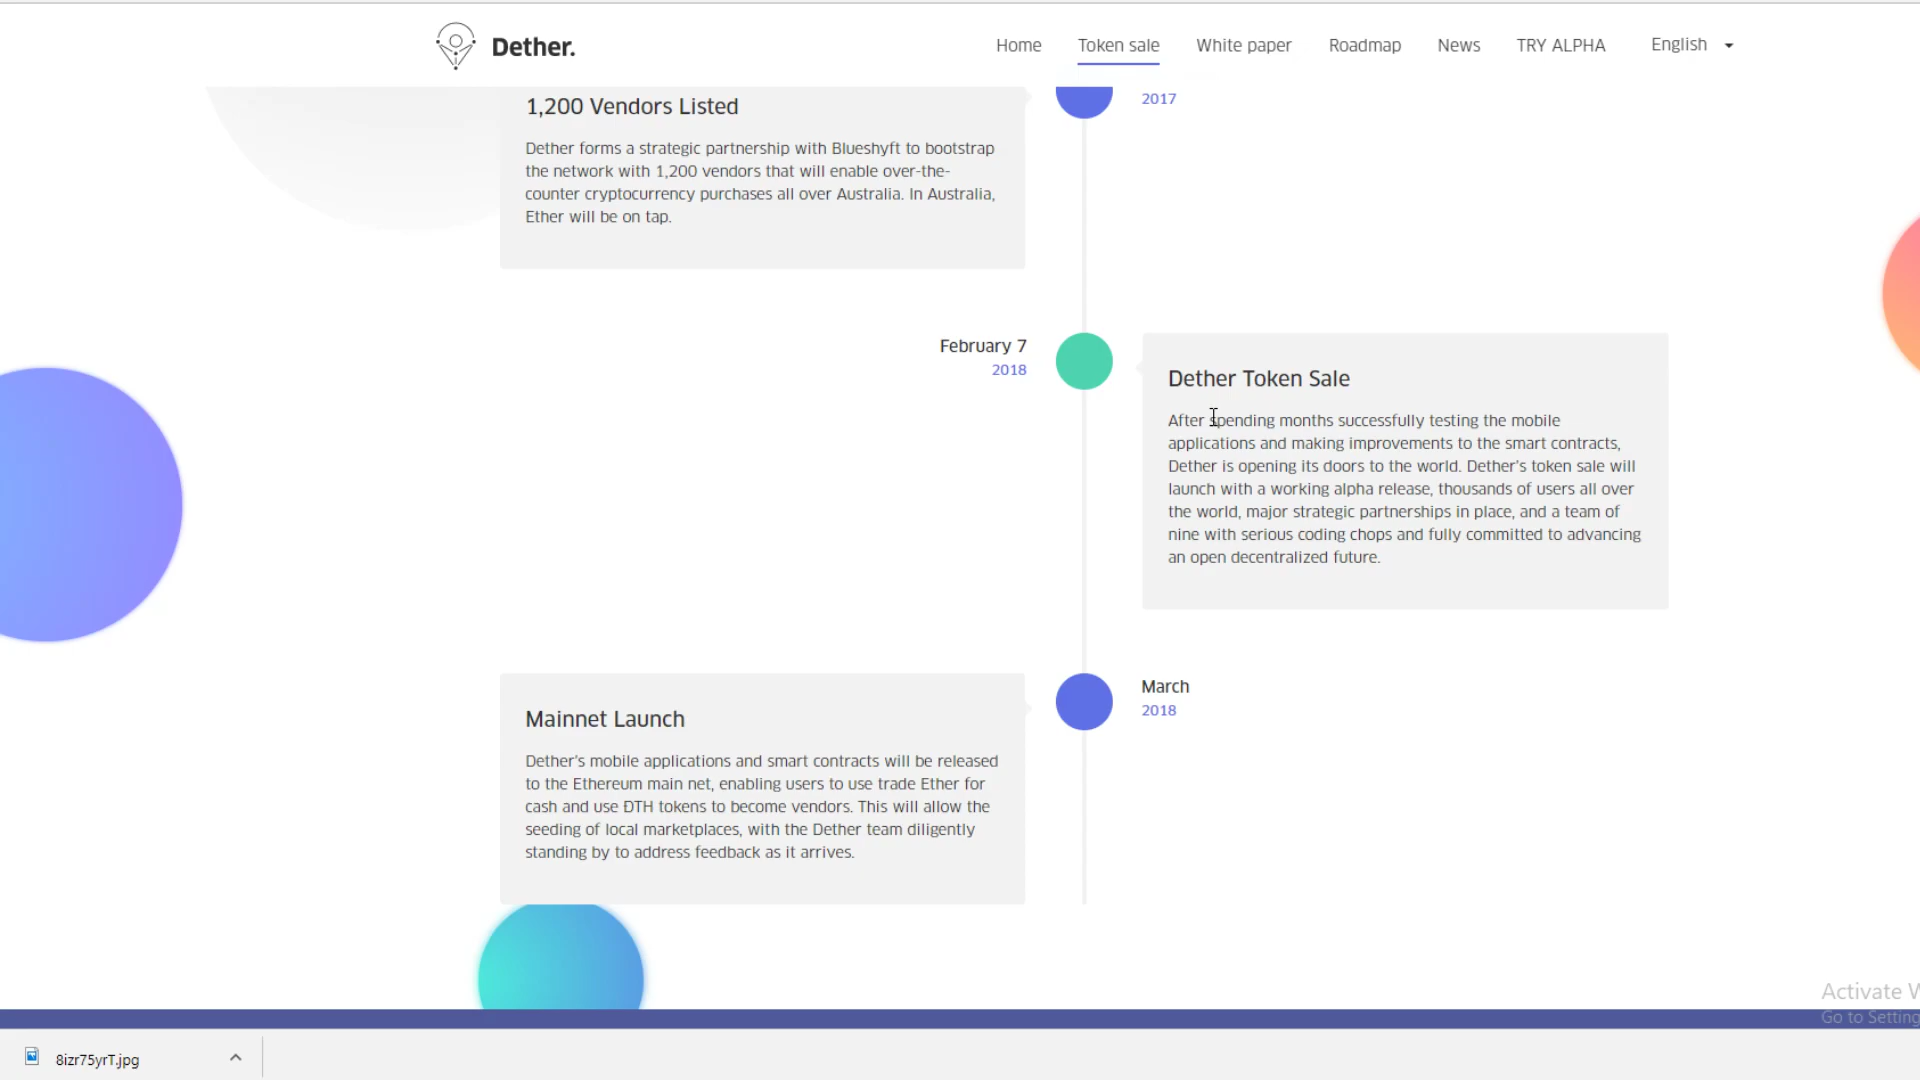 Dether.
Home Token sale White paper Roadmap News TRY ALPHA English
1,200 Vendors Listed
2017
Dether forms a strategic partnership with Blueshyft to bootstrap
the network with 1,200 vendors that will enable over-the-
counter cryptocurrency purchases all over Australia. In Australia,
Ether will be on tap.
February 7
2018
Dether Token Sale
After spending months successfully testing the mobile
applications and making improvements to the smart contracts,
Dether is opening its doors to the world. Dether's token sale will
launch with a working alpha release, thousands of users all over
the world, major strategic partnerships in place, and a team of
nine with serious coding chops and fully committed to advancing
an open decentralized future.
March
2018
Mainnet Launch
Dether's mobile applications and smart contracts will be released
to the Ethereum main net, enabling users to use trade Ether for
cash and use ĐTH tokens to become vendors. This will allow the
seeding of local marketplaces, with the Dether team diligently
standing by to address feedback as it arrives.
Activate W
Go to Setting
8izr75yrT.jpg